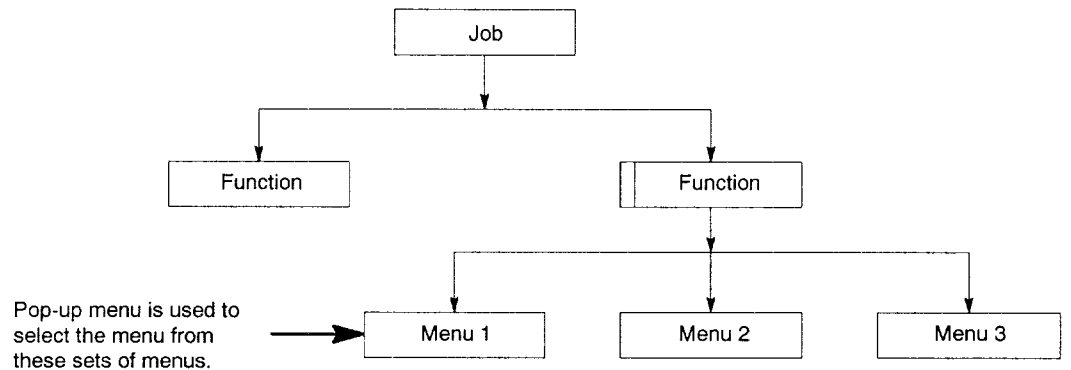 Job
Function
Function
Pop-up menu is used to
select the menu from
these sets of menus.
Menu 1
Menu 2
Menu 3